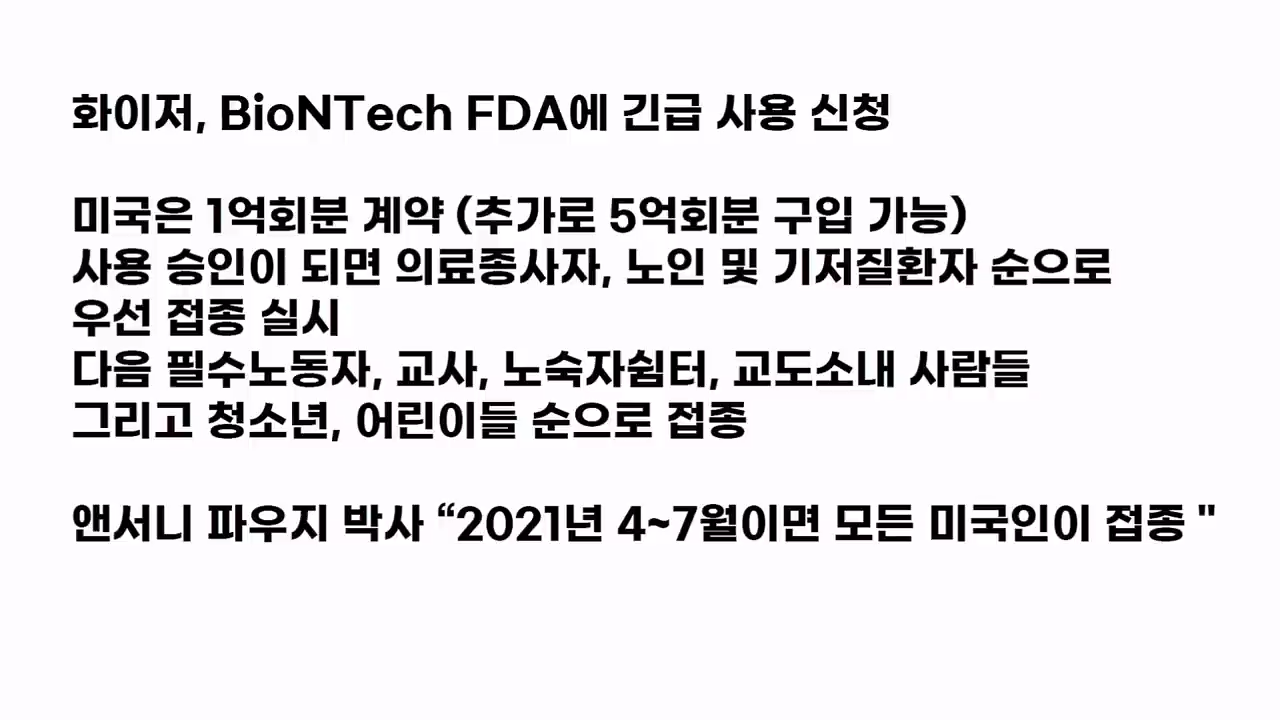 화이저, BioNTech FDA에 긴급 사용 신청
미국은 1억회분 계약 (추가로 5억회분 구입 가능)
사용 승인이 되면 의료종사자, 노인 및 기저질환자 순으로
우선 접종 실시
다음 필수노동자, 교사, 노숙자쉼터, 교도소내 사람들
그리고 청소년, 어린이들 순으로 접종
앤서니 파우지 박사 “2021년 4~7월이면 모든 미국인이 접종 "